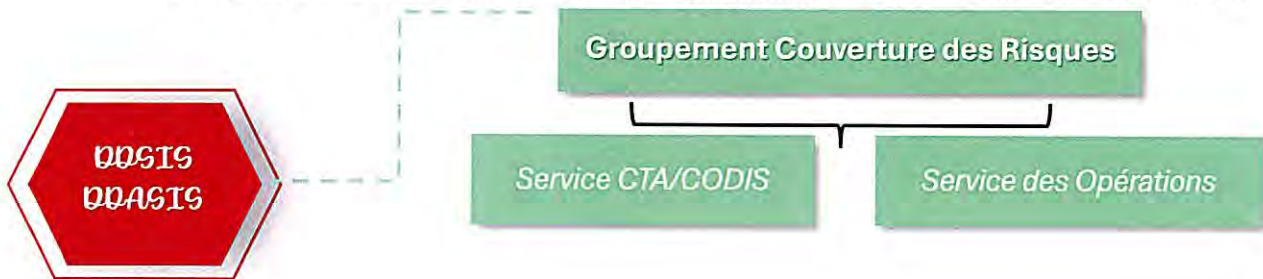 Groupement Couverture des Risques
DDSIS
DDASIS
Service CTA/CODIS
Service des Opérations